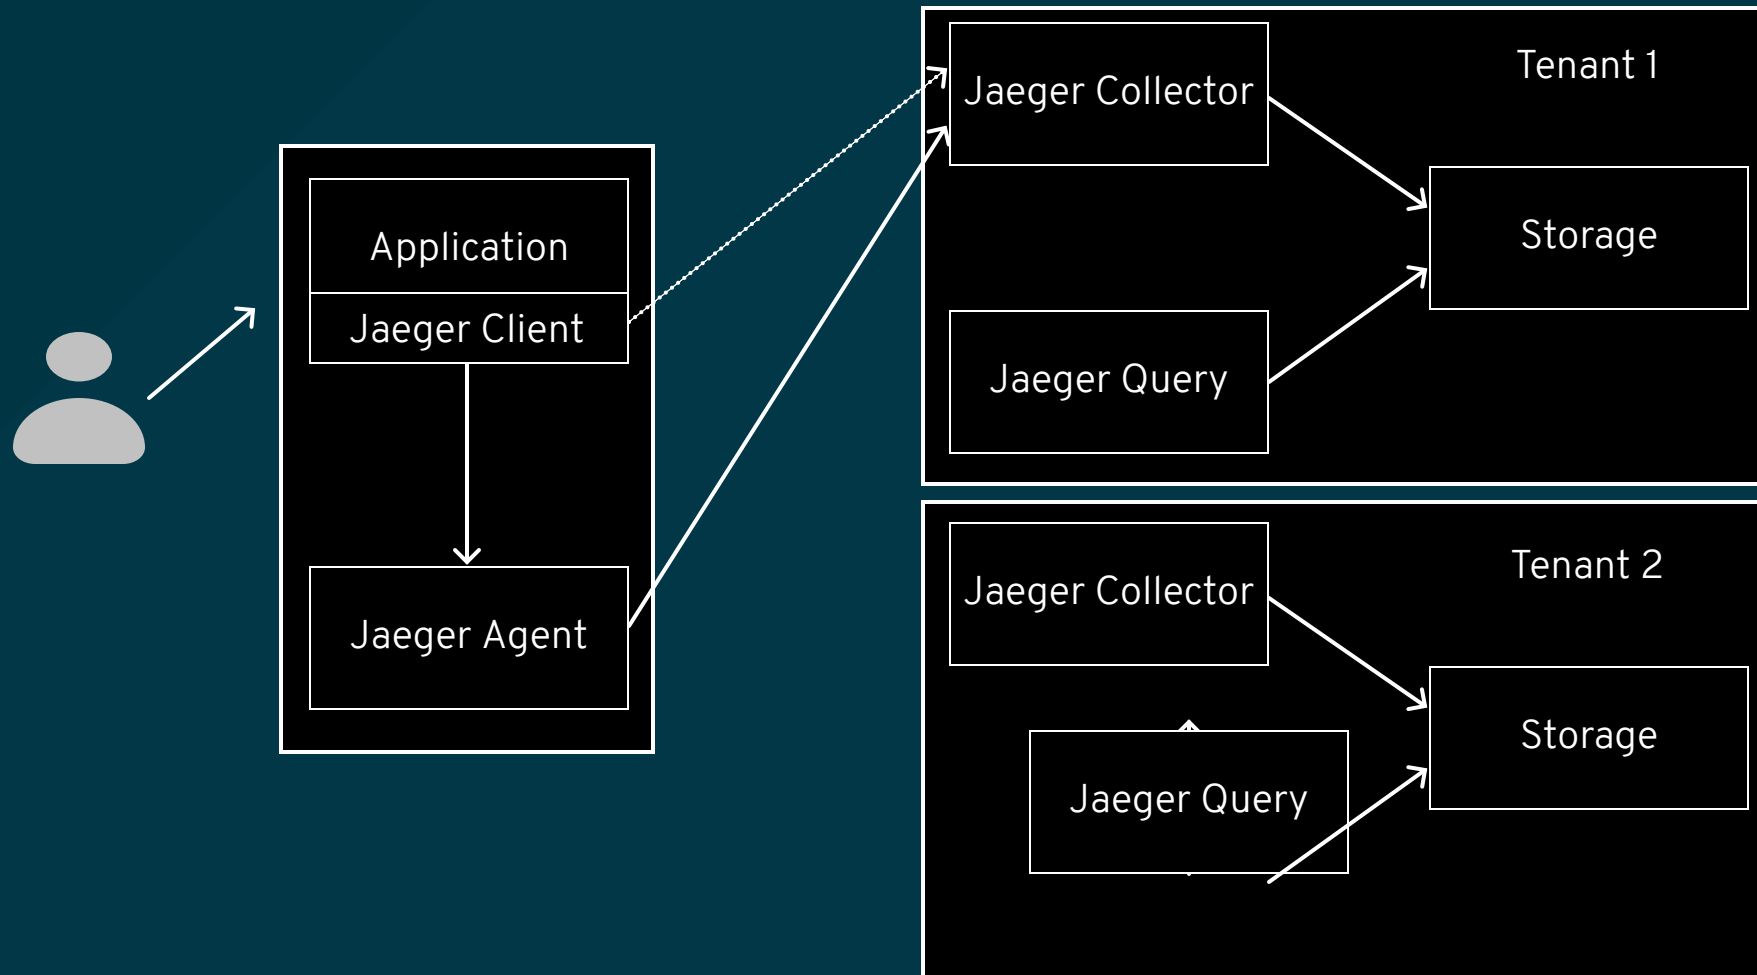 Application
Jaeger Client
Jaeger Agent
Tenant 1
Jaeger Collector
Storage
Jaeger Query
Tenant 2
Jaeger Collector
Storage
Jaeger Query